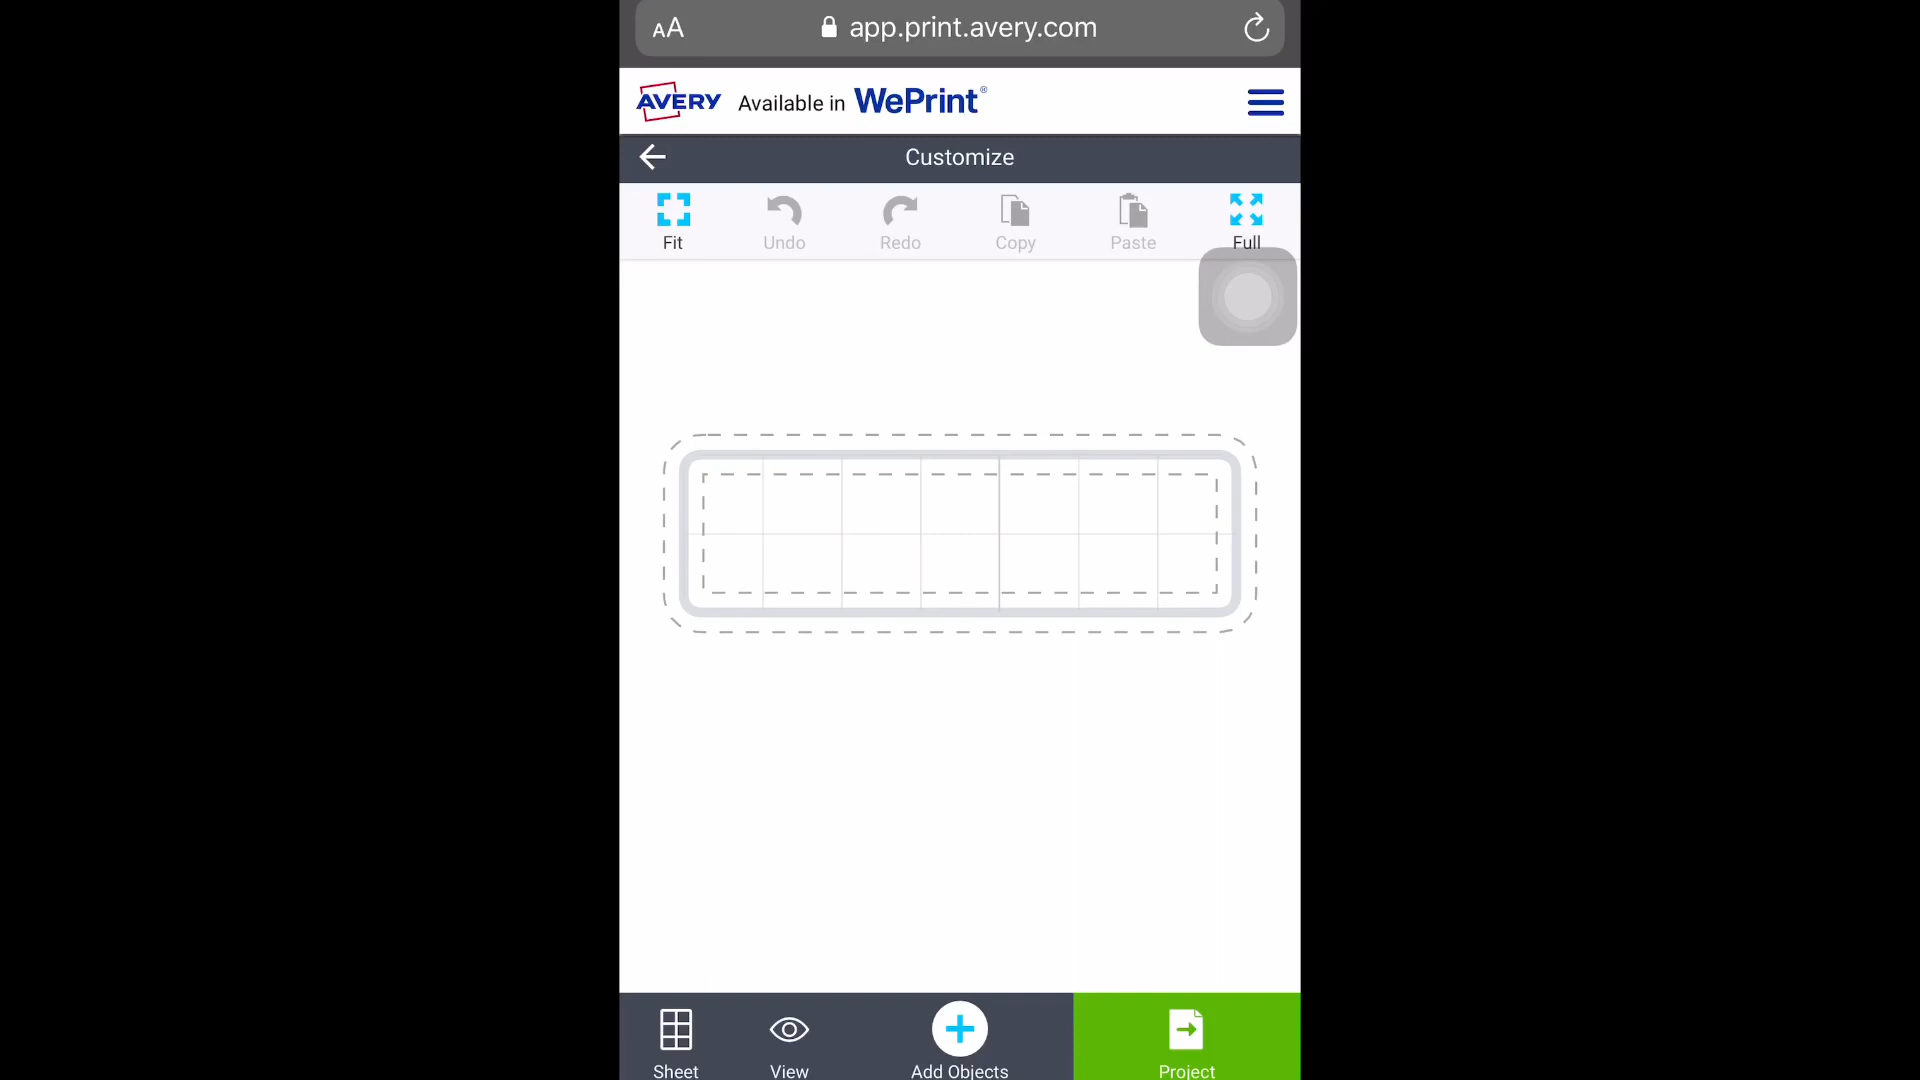 AA app.print.avery.com
AVERY Available in WePrint®
Customize
Fit Undo Redo Copy Paste Full
Sheet View Add Objects Project